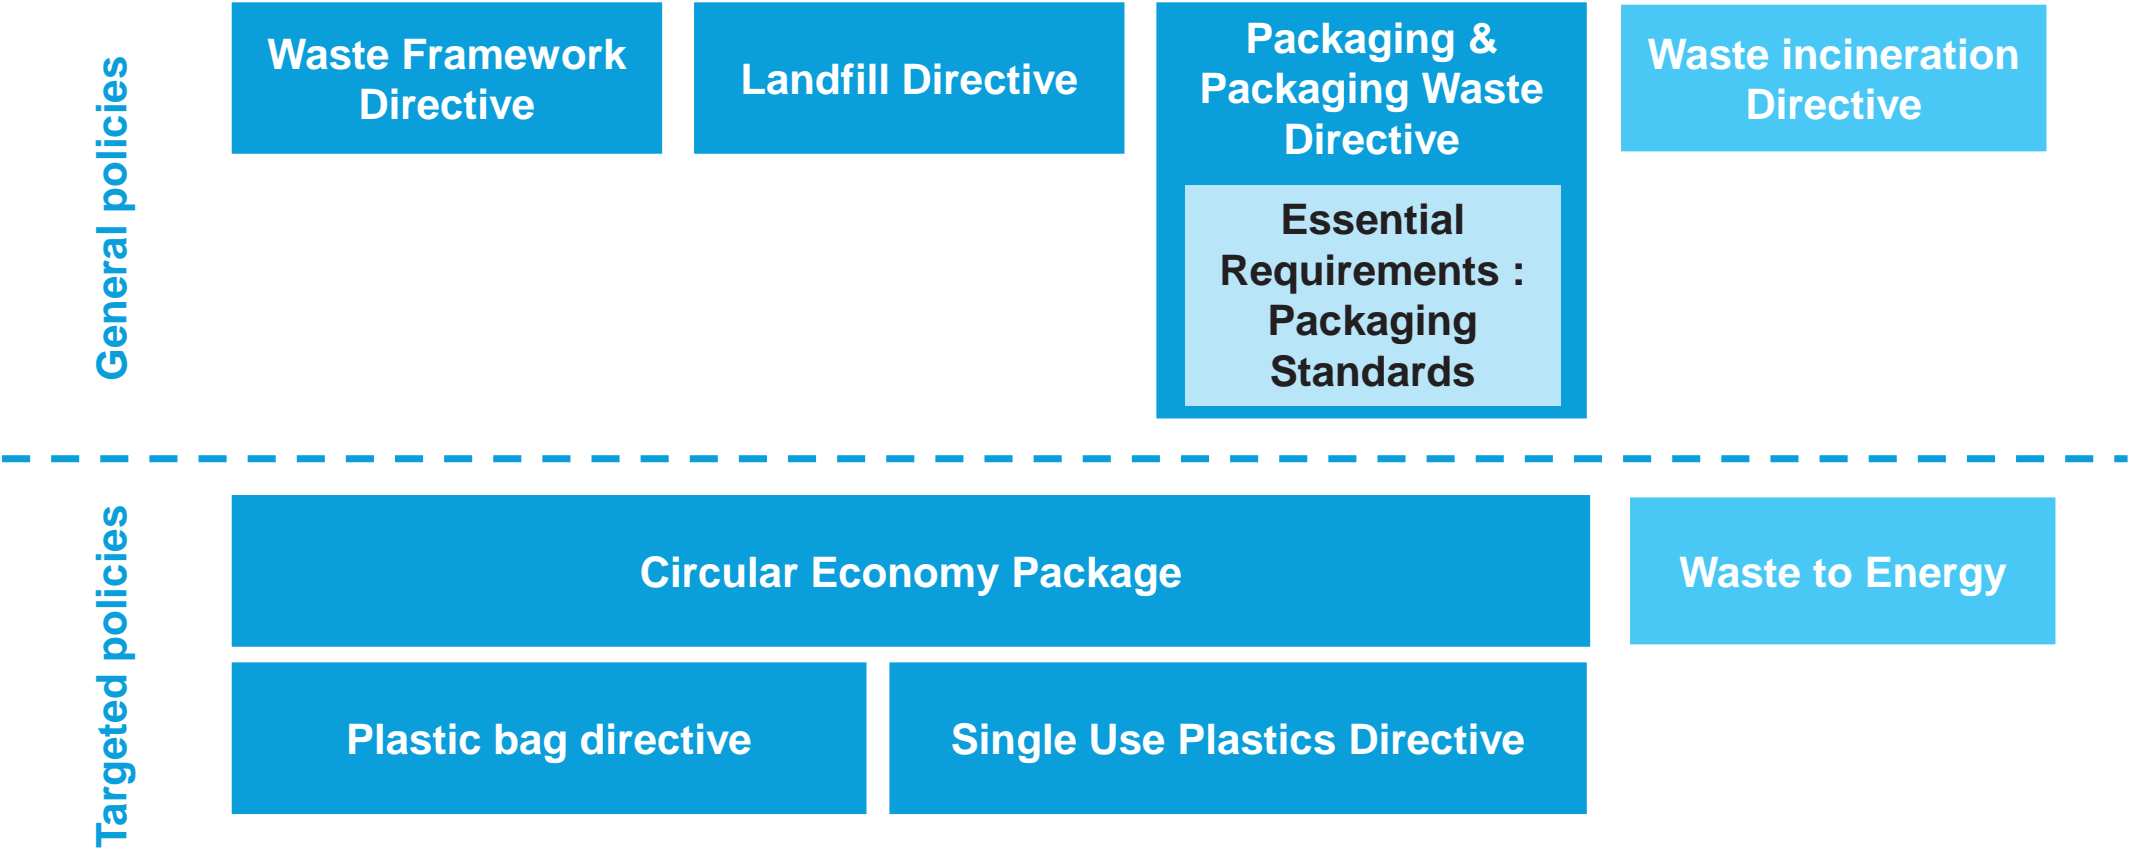 General policies
Waste Framework
Directive
Landfill Directive
Packaging &
Packaging Waste
Directive
Essential
Requirements :
Packaging
Standards
Waste incineration
Directive
Targeted policies
Circular Economy Package
Waste to Energy
Plastic bag directive
Single Use Plastics Directive